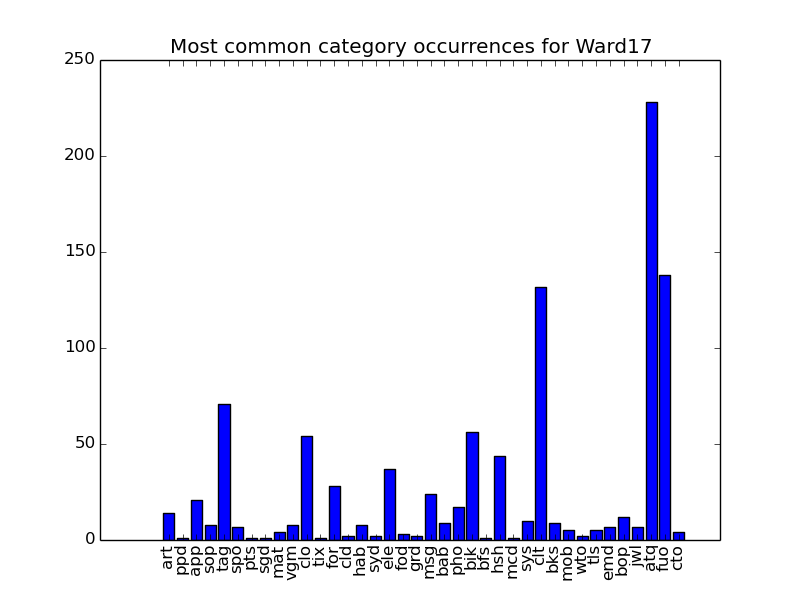 Most common category occurrences for Ward17
250
200
150
100
50
0
art
ppd
app
sop
tag
spo
pts
sgd
mat
vgm
clo
tix
for
cld
hab
syd
ele
fod
grd
msg
bab
pho
bik
bfs
hsh
mcd
sys
clt
bks
mob
wto
tls
emd
bop
jwl
atq
fuo
cto